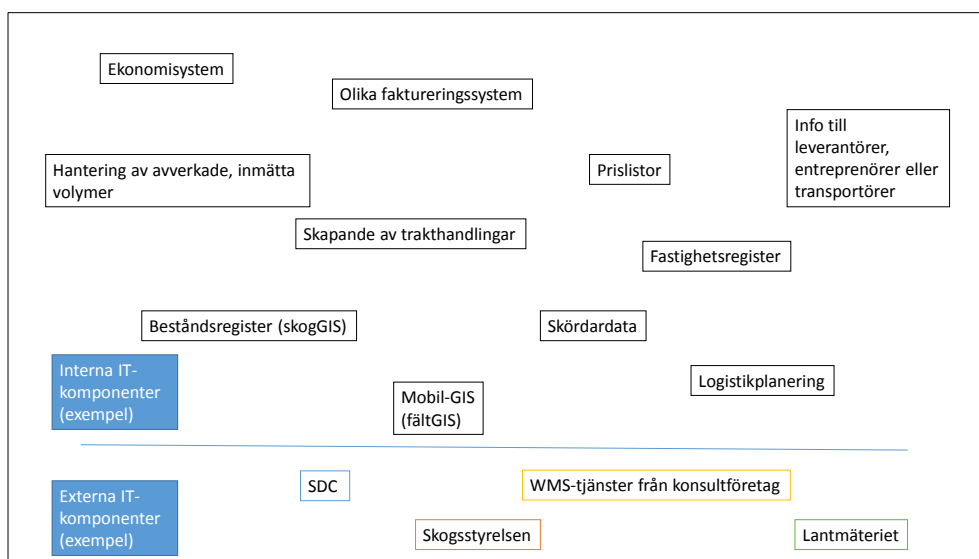 Ekonomisystem
Olika faktureringssystem
Info till
leverantörer,
entreprenörer eller
transportörer
Hantering av avverkade, inmätta
volymer
Prislistor
Skapande av trakthandlingar
Fastighetsregister
Beståndsregister (skogGIS)
Skördardata
Interna IT-
komponenter
(exempel)
Logistikplanering
Mobil-GIS
(fältGIS)
Externa IT-
komponenter
(exempel)
SDC
WMS-tjänster från konsultföretag
Skogsstyrelsen
Lantmäteriet